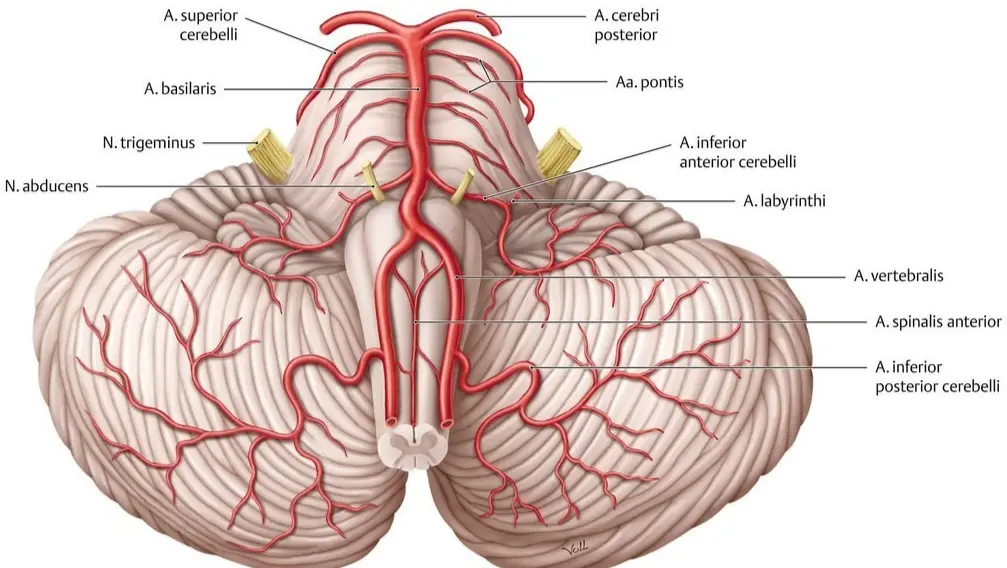 A. superior
cerebelli
A. basilaris
N. trigeminus
N. abducens
A. cerebri
posterior
Aa. pontis
A. inferior
anterior cerebelli
A. labyrinthi
A. vertebralis
A. spinalis anterior
A. inferior
posterior cerebelli
Voll